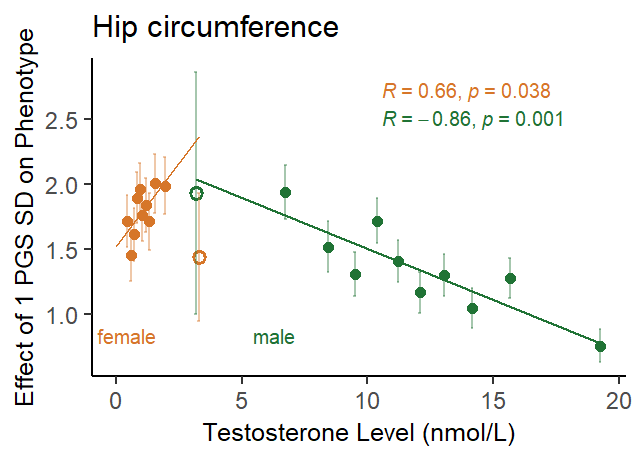 Hip circumference
Effect of 1 PGS SD on Phenotype
2.5
2.0
1.5
1.0
R = 0.66, p = 0.038
R = −0.86, p = 0.001
female
male
0
5
10
15
20
Testosterone Level (nmol/L)